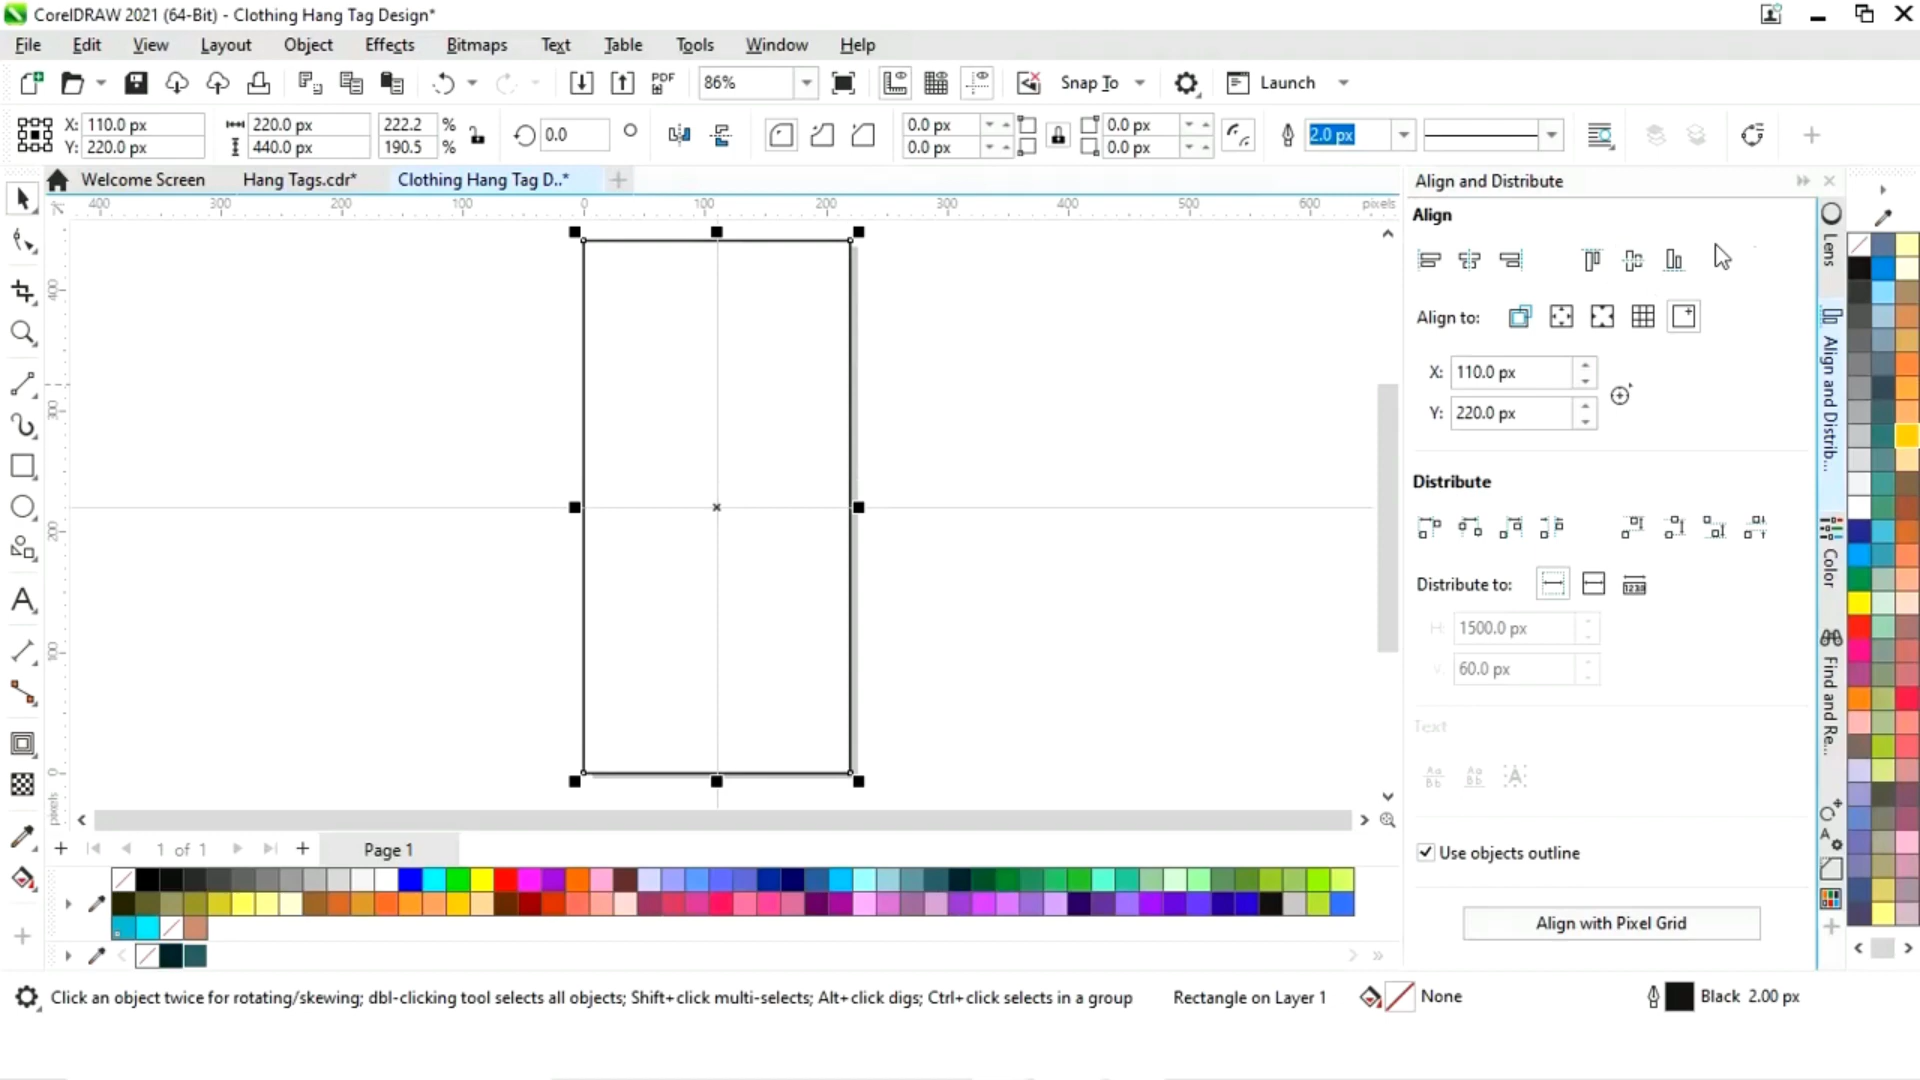 CorelDRAW 2021 (64-Bit) - Clothing Hang Tag Design*
File Edit View Layout Object Effects Bitmaps Text Table Tools Window Help
PDF 86% Snap To Launch
X: 110.0 px 220.0 px 222.2 % 0.0 0.0 px 0.0 px 2.0 px
Y: 220.0 px 440.0 px 190.5 % 0.0 px 0.0 px
Welcome Screen Hang Tags.cdr* Clothing Hang Tag D..*
400 300 200 100 0 100 200 300 400 500 600 pixels
400
300
200
100
0
pixels
Align and Distribute
Align
Align to:
X: 110.0 px
Y: 220.0 px
Distribute
Distribute to:
H: 1500.0 px
V: 60.0 px
Text
Use objects outline
Align with Pixel Grid
Lens
Align and Distrib...
Color
Find and Re...
1 of 1 Page 1
Click an object twice for rotating/skewing; dbl-clicking tool selects all objects; Shift+click multi-selects; Alt+click digs; Ctrl+click selects in a group Rectangle on Layer 1 None Black 2.00 px